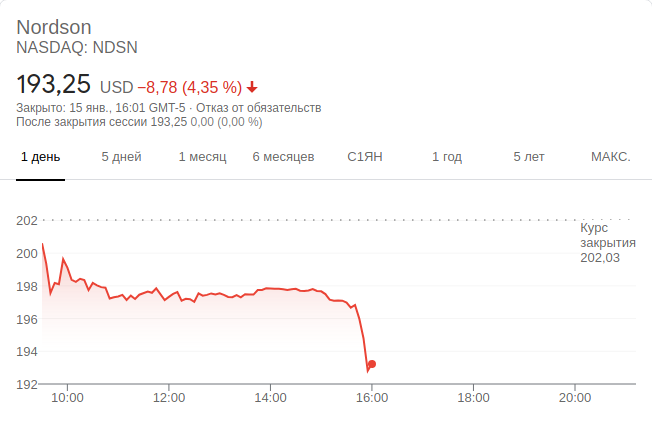 Nordson
NASDAQ: NDSN
193,25 USD −8,78 (4,35 %)
Закрыто: 15 янв., 16:01 GMT-5 · Отказ от обязательств
После закрытия сессии 193,25 0,00 (0,00 %)
1 день 5 дней 1 месяц 6 месяцев С1ЯН 1 год 5 лет МАКС.
202
Курс
закрытия
202,03
200
198
196
194
192
10:00 12:00 14:00 16:00 18:00 20:00